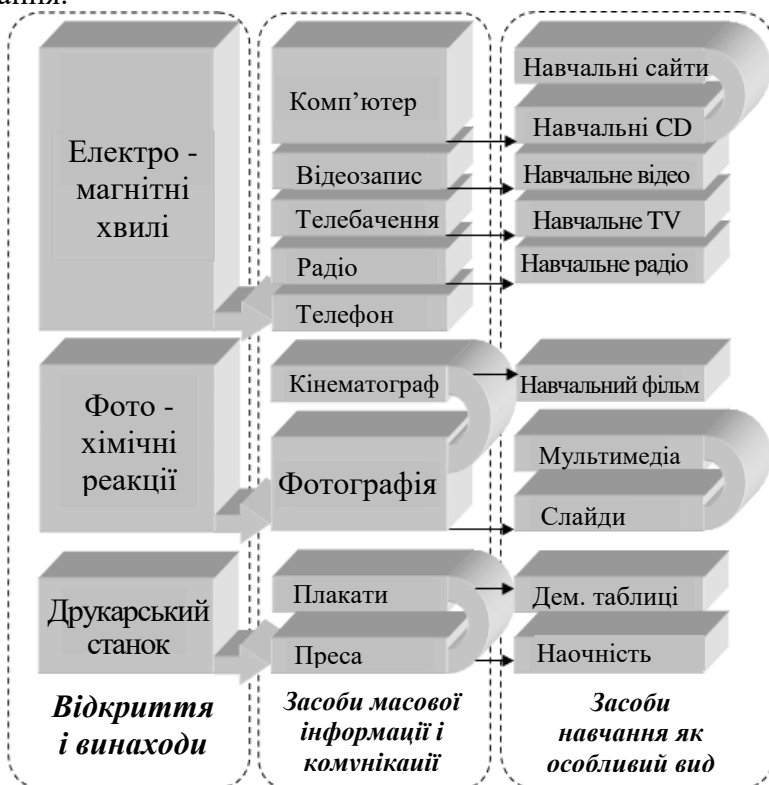 Електро -
магнітні
хвилі
Фото -
хімічні
реакції
Друкарський
станок
Відкриття
і винаходи
Комп’ютер
Відеозапис
Телебачення
Радіо
Телефон
Кінематограф
Фотографія
Плакати
Преса
Засоби масової
інформації і
комунікації
Навчальні сайти
Навчальні CD
Навчальне відео
Навчальне TV
Навчальне радіо
Навчальний фільм
Мультимедіа
Слайди
Дем. таблиці
Наочність
Засоби
навчання як
особливий вид